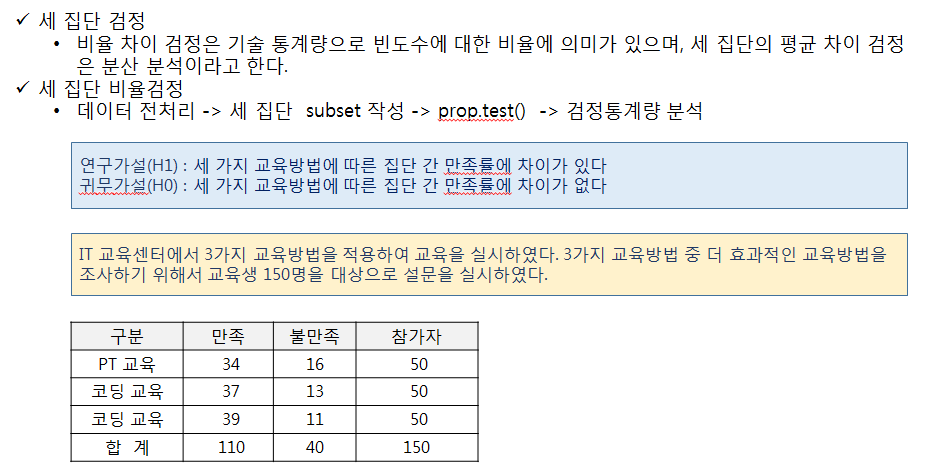 ✓ 세 집단 검정
• 비율 차이 검정은 기술 통계량으로 빈도수에 대한 비율에 의미가 있으며, 세 집단의 평균 차이 검정
은 분산 분석이라고 한다.
✓ 세 집단 비율검정
• 데이터 전처리 -> 세 집단 subset 작성 -> prop.test() -> 검정통계량 분석
연구가설(H1) : 세 가지 교육방법에 따른 집단 간 만족률에 차이가 있다
귀무가설(H0) : 세 가지 교육방법에 따른 집단 간 만족률에 차이가 없다
IT 교육센터에서 3가지 교육방법을 적용하여 교육을 실시하였다. 3가지 교육방법 중 더 효과적인 교육방법을
조사하기 위해서 교육생 150명을 대상으로 설문을 실시하였다.
구분 만족 불만족 참가자
PT 교육 34 16 50
코딩 교육 37 13 50
코딩 교육 39 11 50
합 계 110 40 150